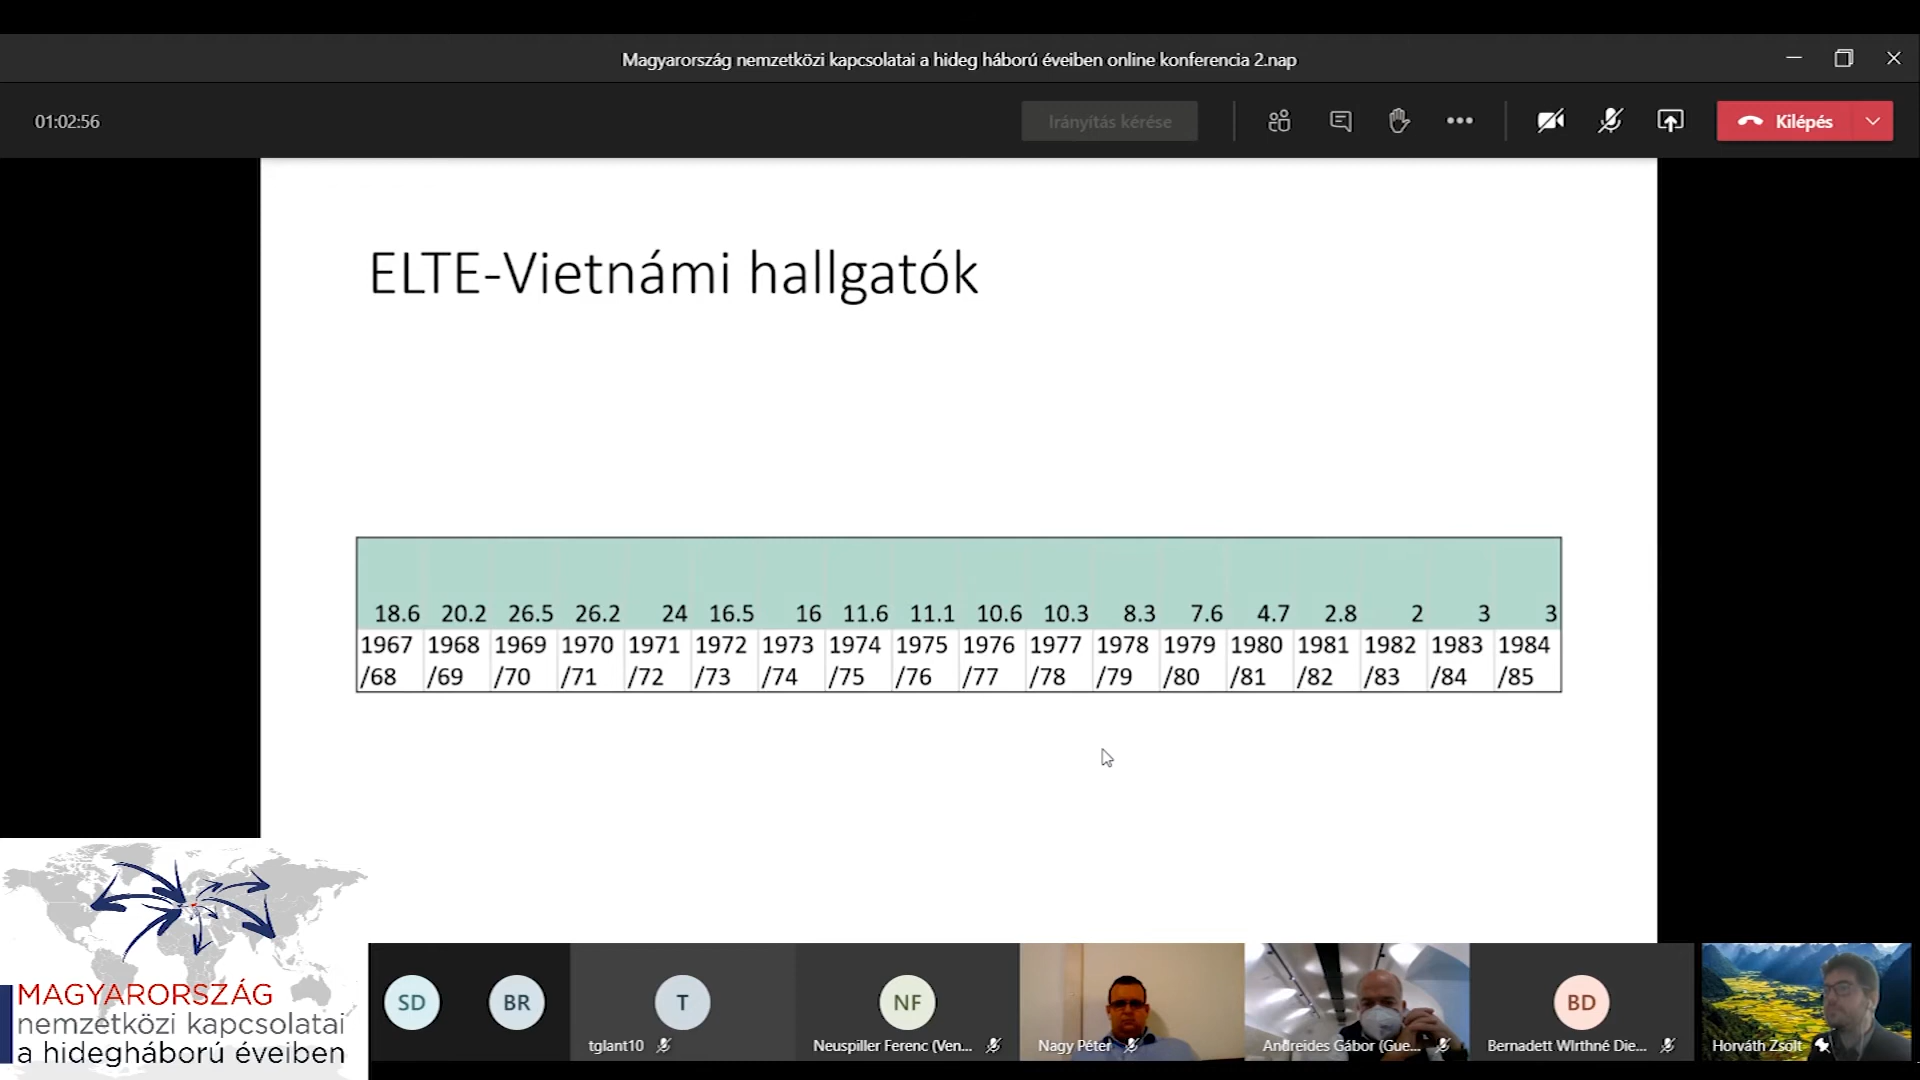 Magyarország nemzetközi kapcsolatai a hideg háború éveiben online konferencia 2.nap
01:02:56
Irányítás kérése
Kilépés
ELTE-Vietnámi hallgatók
18.6 20.2 26.5 26.2 24 16.5 16 11.6 11.1 10.6 10.3 8.3 7.6 4.7 2.8 2 3 3
1967 1968 1969 1970 1971 1972 1973 1974 1975 1976 1977 1978 1979 1980 1981 1982 1983 1984
/68 /69 /70 /71 /72 /73 /74 /75 /76 /77 /78 /79 /80 /81 /82 /83 /84 /85
MAGYARORSZÁG
nemzetközi kapcsolatai
a hidegháború éveiben
SD BR T NF BD
tglant10 Neuspiller Ferenc (Ven... Nagy Péter Andreides Gábor (Gue... Bernadett WIrthné Die... Horváth Zsolt